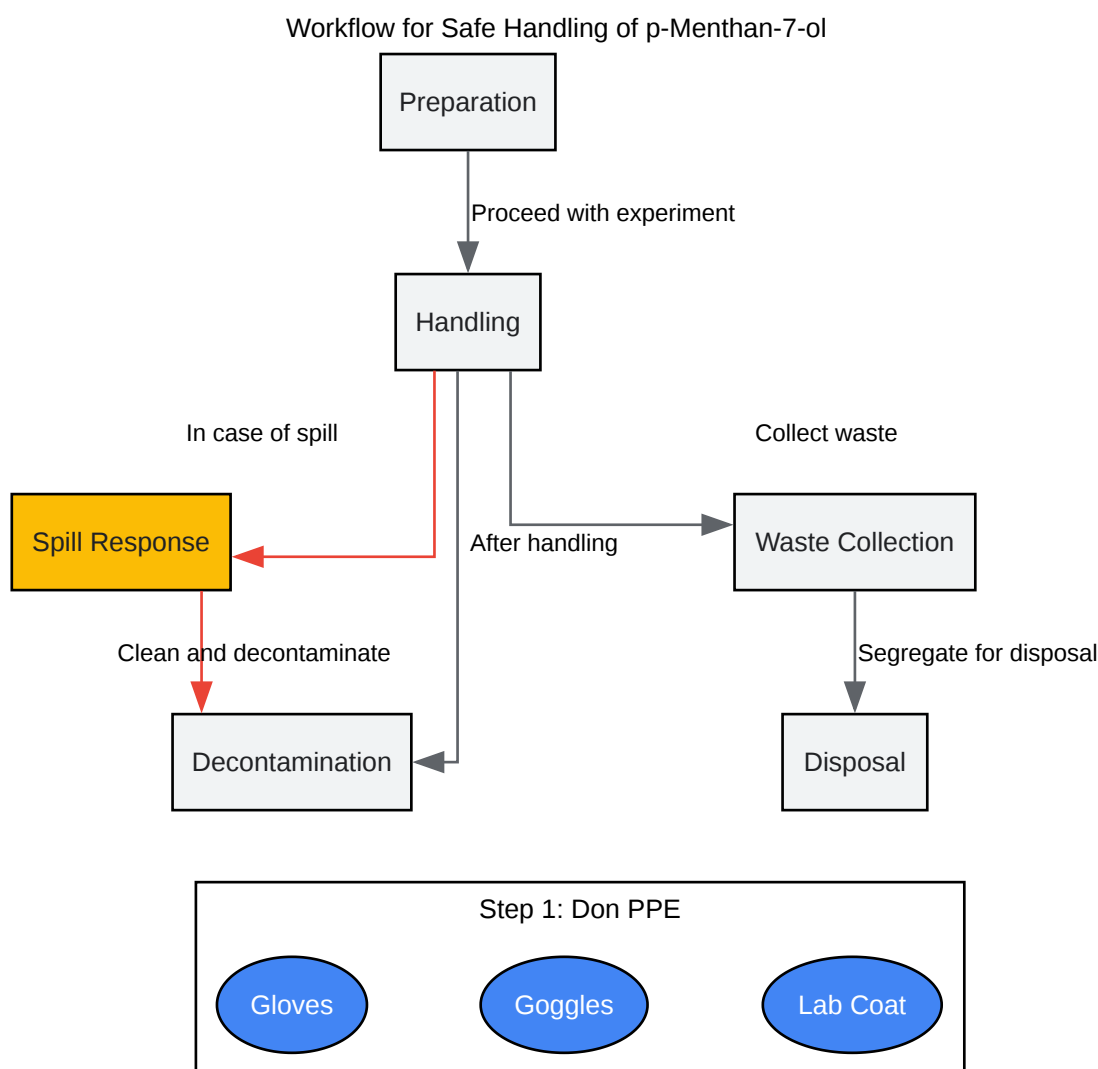 Workflow for Safe Handling of p-Menthan-7-ol
Preparation
Proceed with experiment
Handling
In case of spill
Collect waste
Spill Response
After handling
Waste Collection
Clean and decontaminate
Segregate for disposal
Decontamination
Disposal
Step 1: Don PPE
Gloves
Goggles
Lab Coat